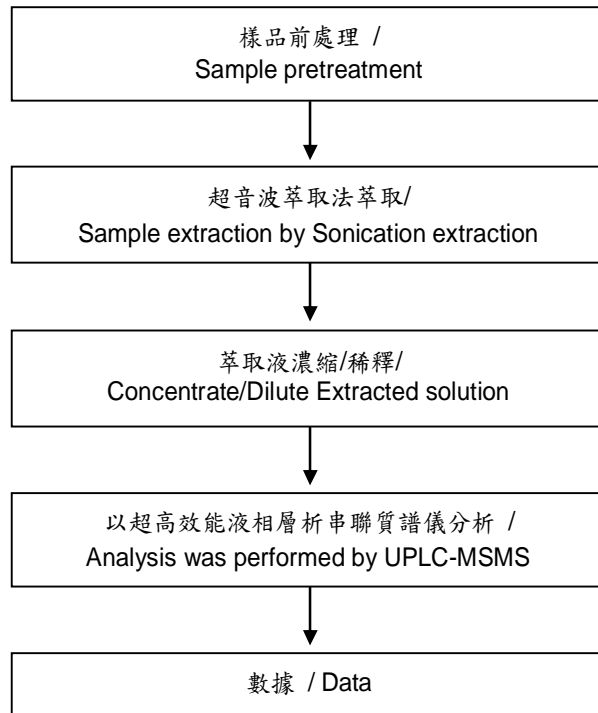 樣品前處理 /
Sample pretreatment
超音波萃取法萃取/
Sample extraction by Sonication extraction
萃取液濃縮/稀釋/
Concentrate/Dilute Extracted solution
以超高效能液相層析串聯質譜儀分析 /
Analysis was performed by UPLC-MSMS
數據 / Data